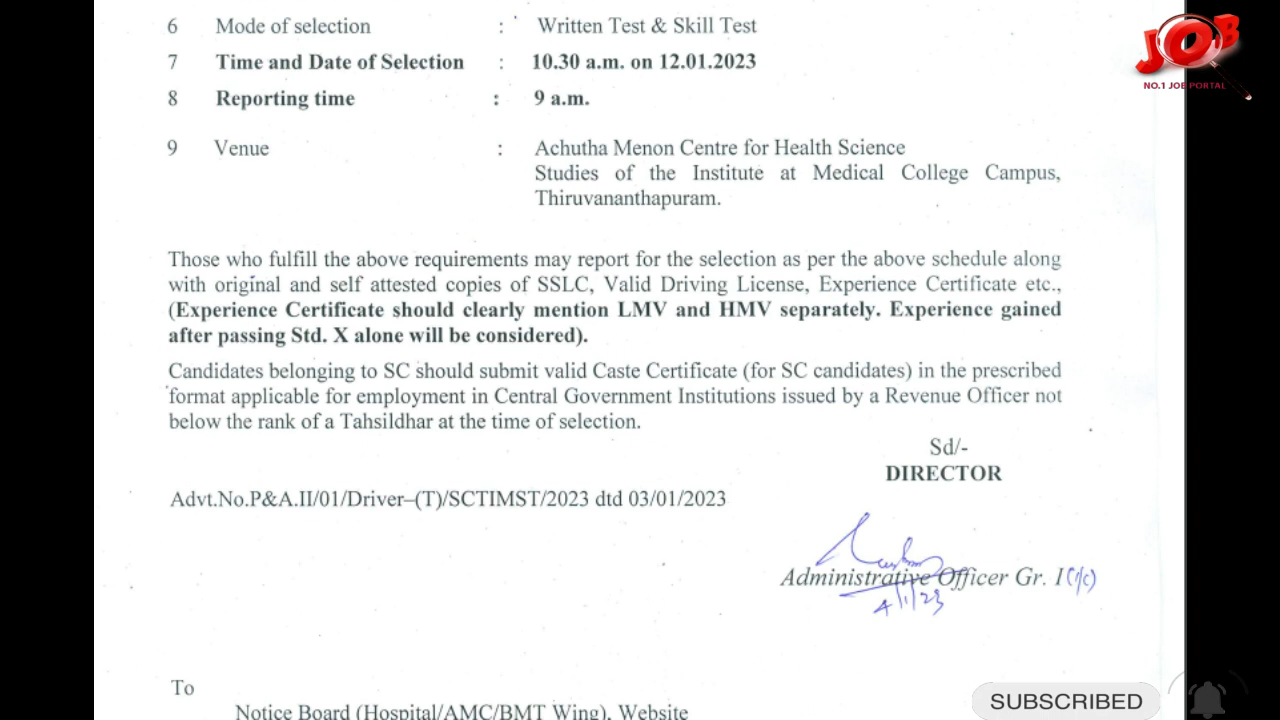 6 Mode of selection : Written Test & Skill Test
7 Time and Date of Selection : 10.30 a.m. on 12.01.2023
8 Reporting time : 9 a.m.
9 Venue : Achutha Menon Centre for Health Science
Studies of the Institute at Medical College Campus,
Thiruvananthapuram.
Those who fulfill the above requirements may report for the selection as per the above schedule along
with original and self attested copies of SSLC, Valid Driving License, Experience Certificate etc.,
(Experience Certificate should clearly mention LMV and HMV separately. Experience gained
after passing Std. X alone will be considered).
Candidates belonging to SC should submit valid Caste Certificate (for SC candidates) in the prescribed
format applicable for employment in Central Government Institutions issued by a Revenue Officer not
below the rank of a Tahsildhar at the time of selection.
Sd/-
DIRECTOR
Advt.No.P&A.II/01/Driver–(T)/SCTIMST/2023 dtd 03/01/2023
Administrative Officer Gr. I (i/c)
4/1/23
To
Notice Board (Hospital/AMC/BMT Wing), Website
JOB
NO.1 JOB PORTAL
SUBSCRIBED